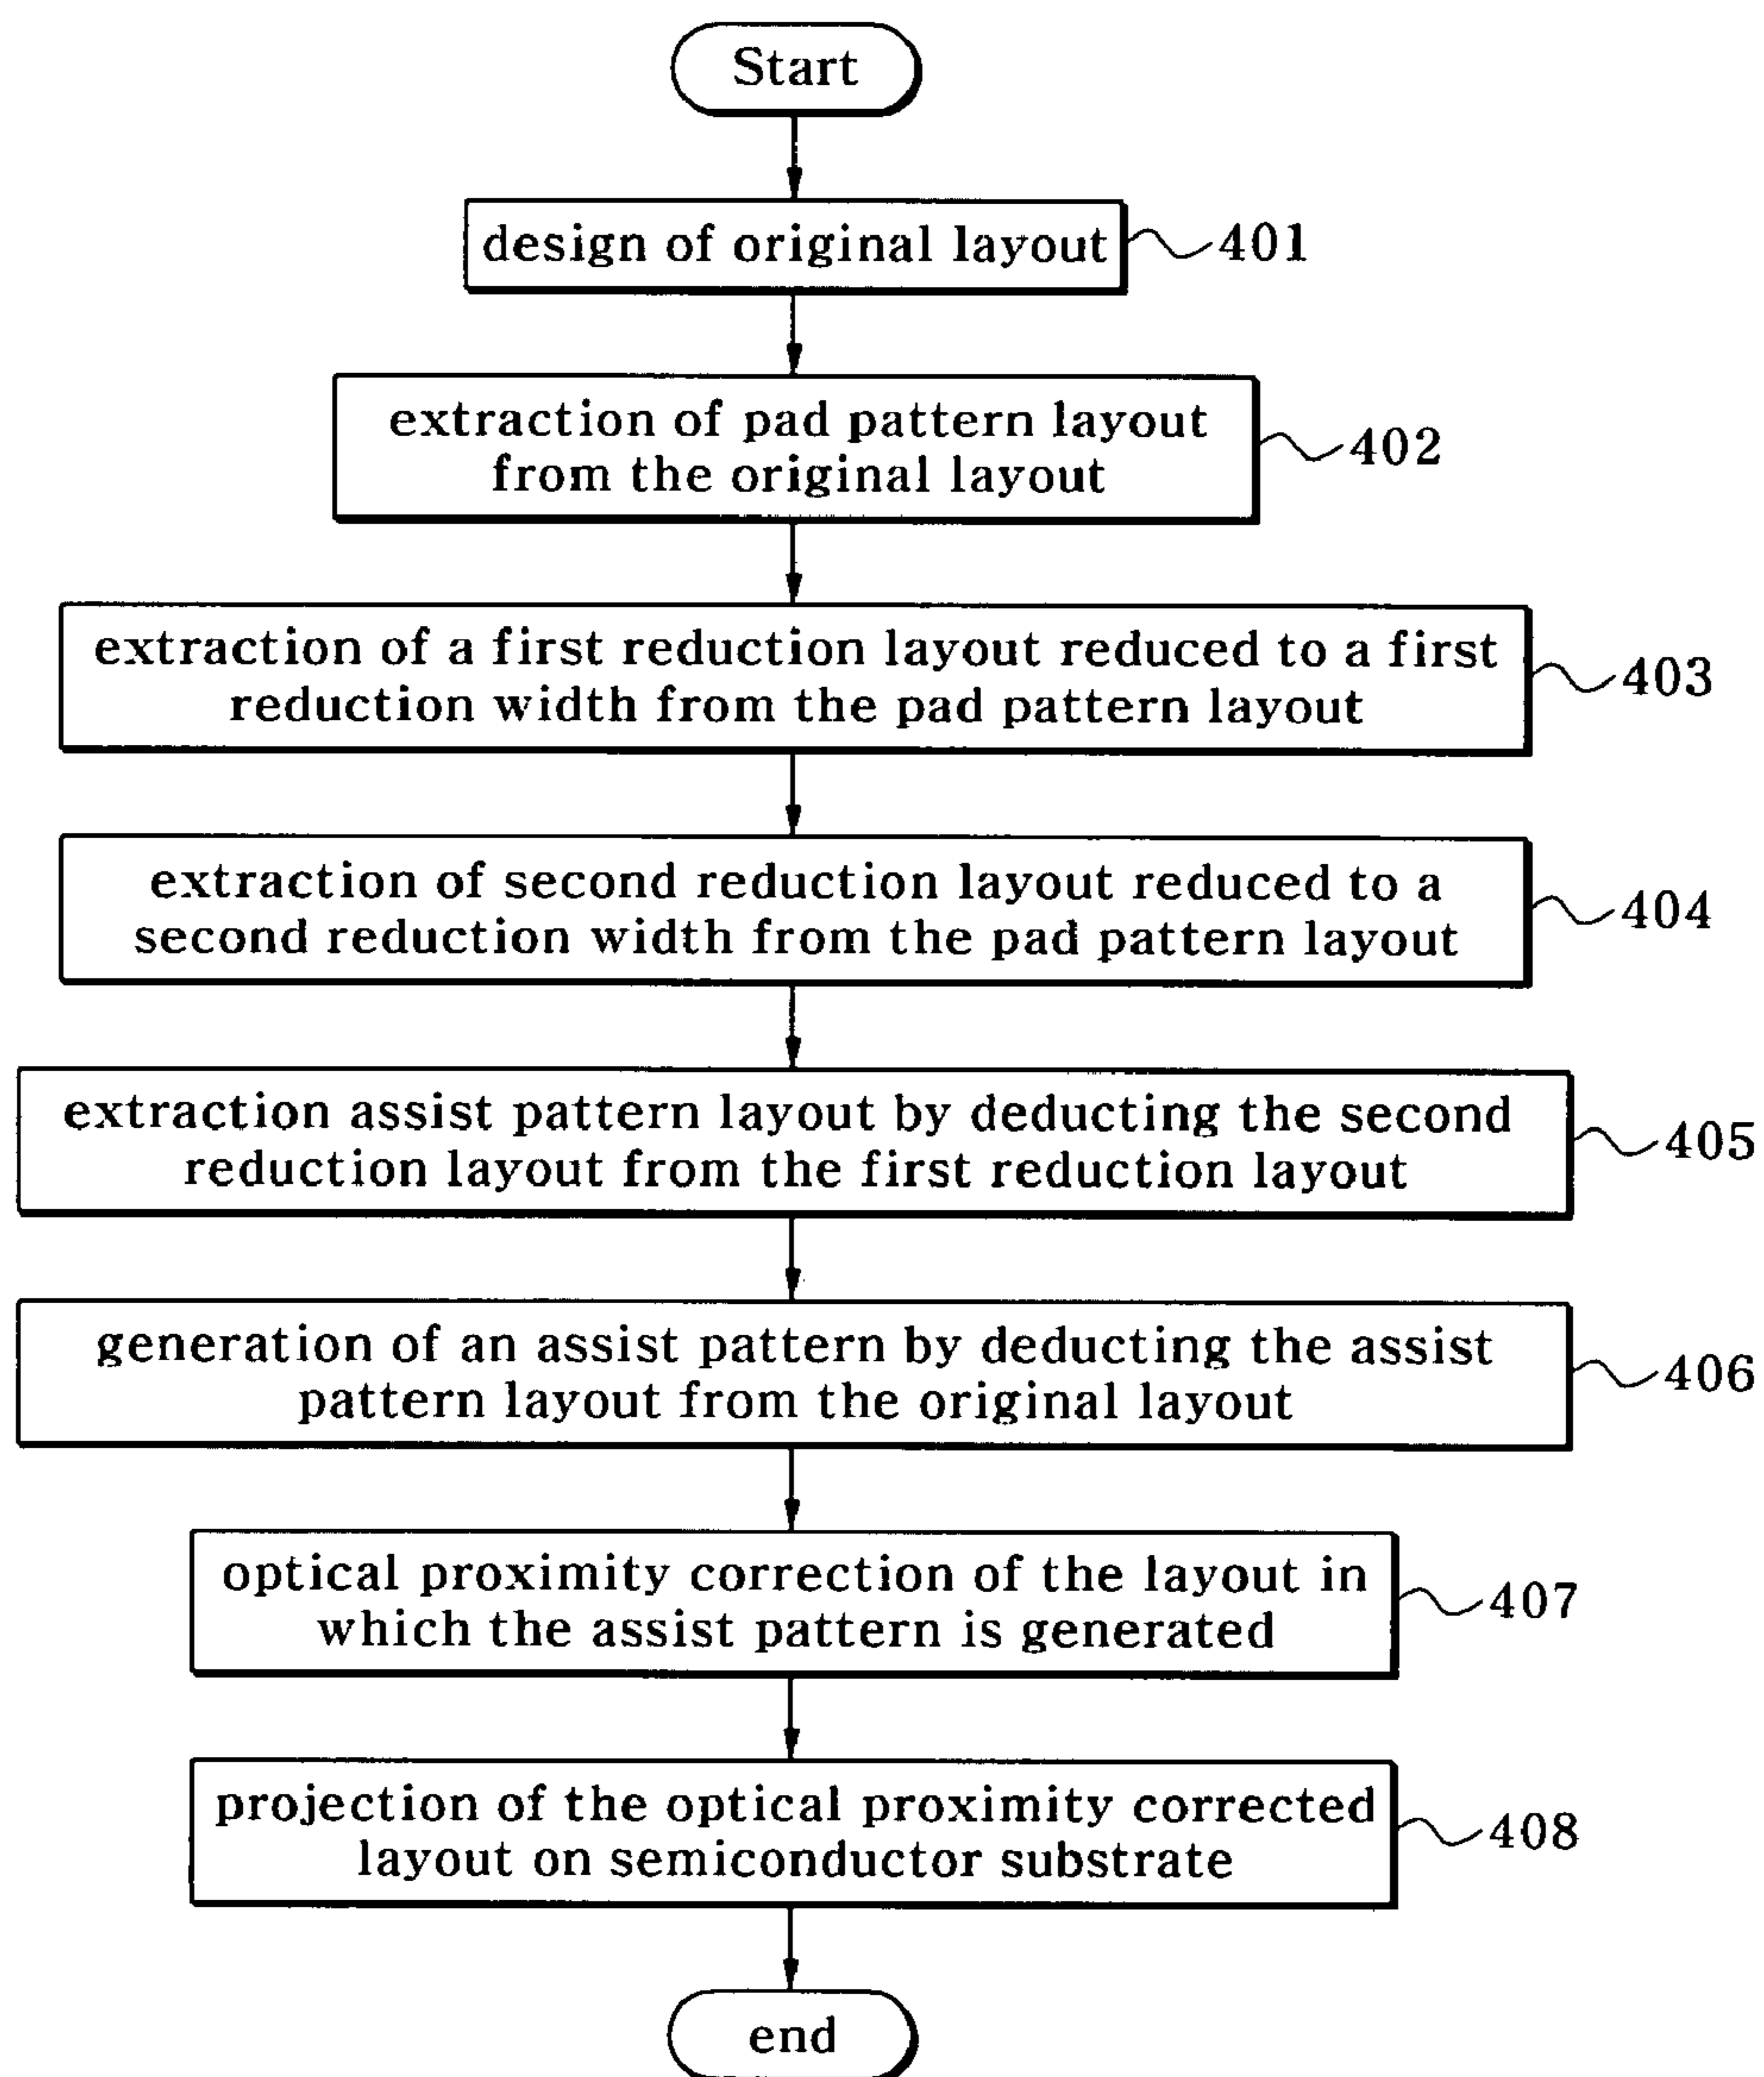 Start
design of original layout
401
extraction of pad pattern layout
from the original layout
402
extraction of a first reduction layout reduced to a first
reduction width from the pad pattern layout
403
extraction of second reduction layout reduced to a
second reduction width from the pad pattern layout
404
extraction assist pattern layout by deducting the second
reduction layout from the first reduction layout
405
generation of an assist pattern by deducting the assist
pattern layout from the original layout
406
optical proximity correction of the layout in
which the assist pattern is generated
407
projection of the optical proximity corrected
layout on semiconductor substrate
408
end